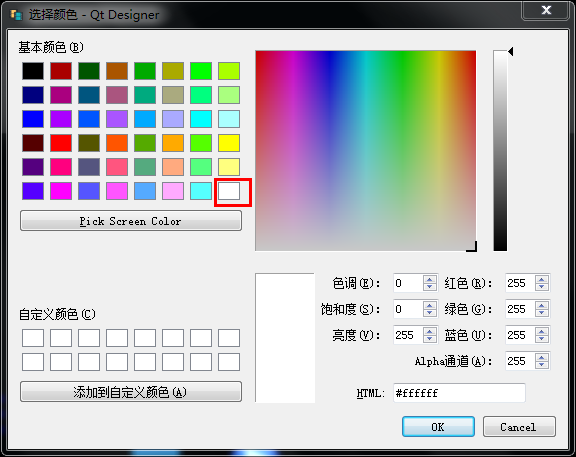 选择颜色 - Qt Designer
基本颜色(B)
Pick Screen Color
自定义颜色(C)
添加到自定义颜色(A)
色调(E): 0 红色(R): 255
饱和度(S): 0 绿色(G): 255
亮度(V): 255 蓝色(U): 255
Alpha通道(A): 255
HTML: #ffffff
OK Cancel